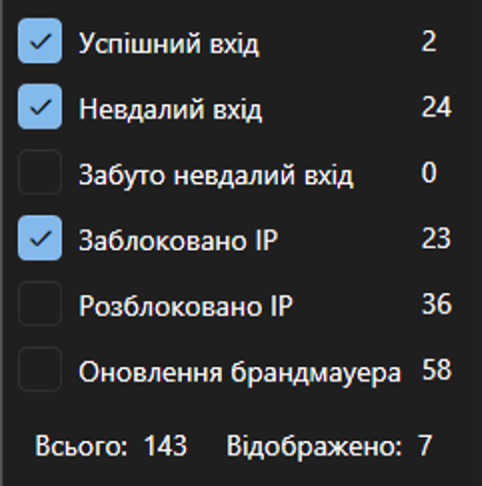 Успішний вхід 2
Невдалий вхід 24
Забуто невдалий вхід 0
Заблоковано IP 23
Розблоковано IP 36
Оновлення брандмауера 58
Всього: 143 Відображено: 7